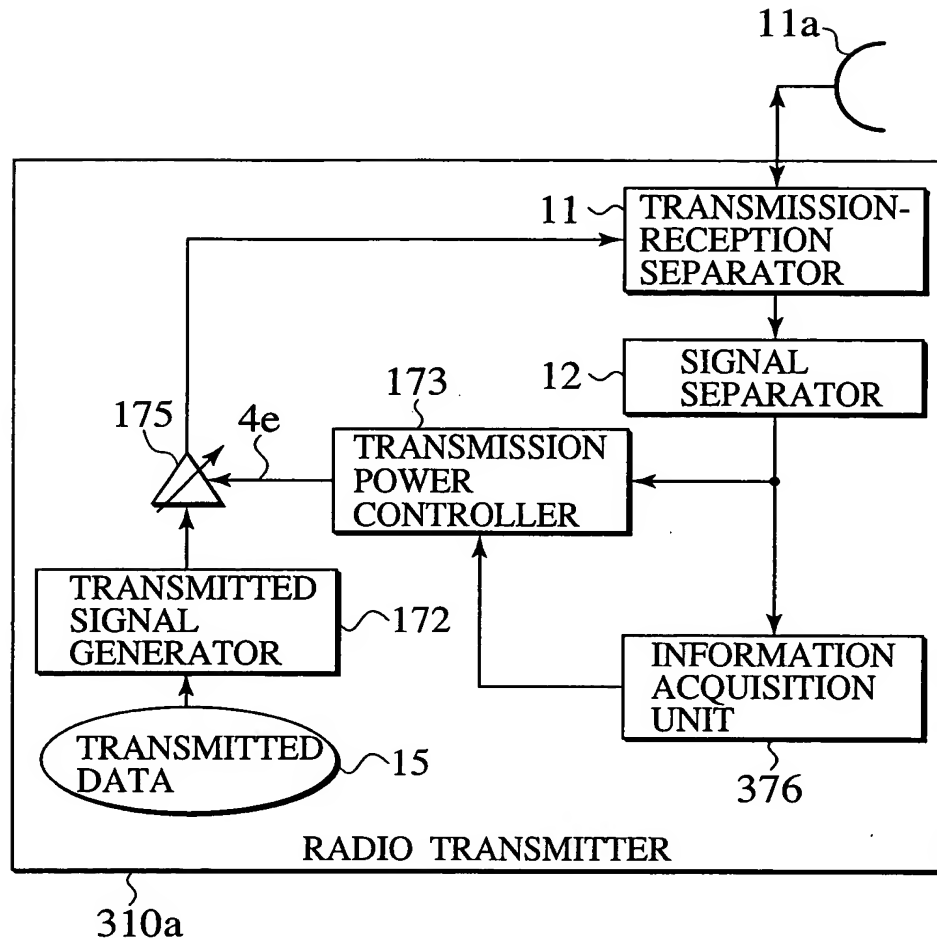 11a
11
TRANSMISSION-
RECEPTION
SEPARATOR
12
SIGNAL
SEPARATOR
173
175
4e
TRANSMISSION
POWER
CONTROLLER
TRANSMITTED
SIGNAL
GENERATOR
172
INFORMATION
ACQUISITION
UNIT
TRANSMITTED
DATA
15
376
RADIO TRANSMITTER
310a